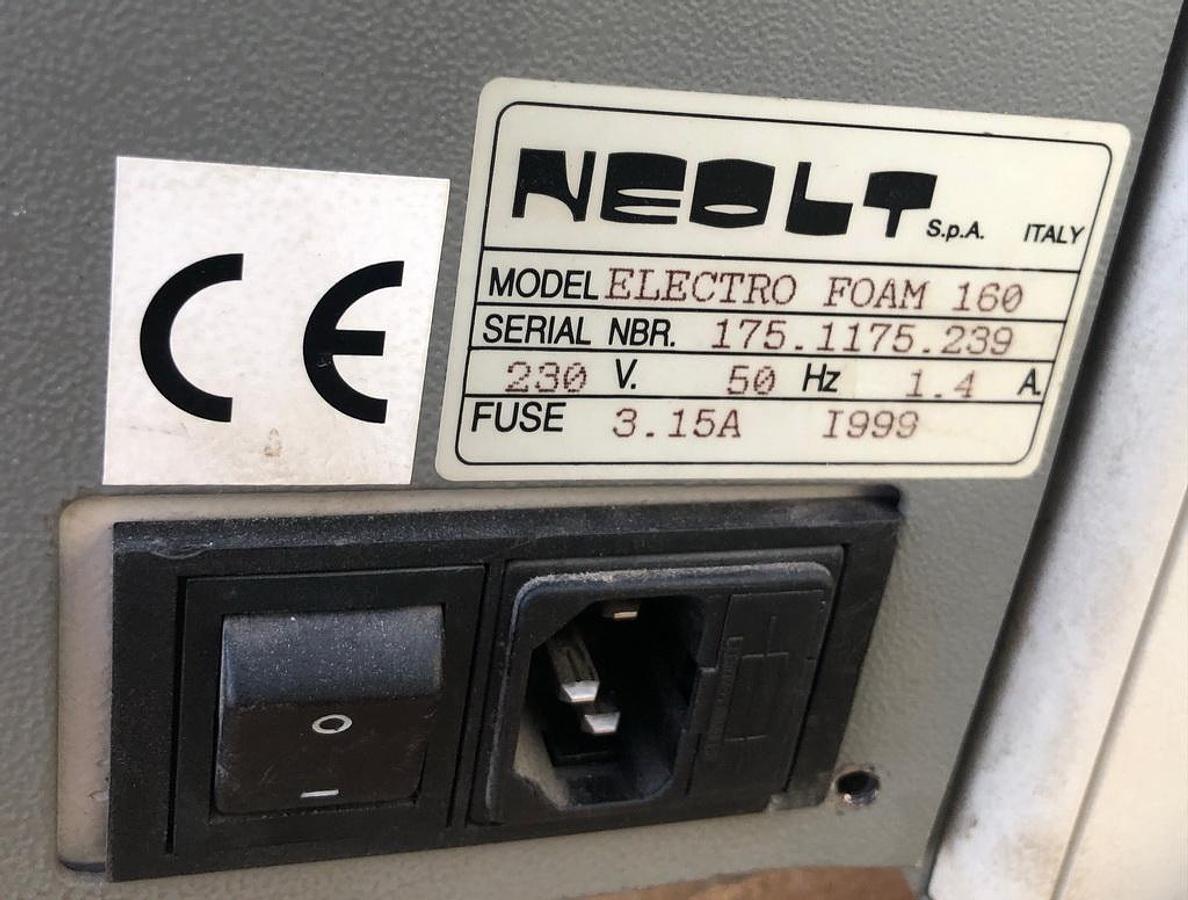 CE
NEOLT S.p.A. ITALY
MODEL ELECTRO FOAM 160
SERIAL NBR. 175.1175.239
230 V. 50 Hz 1.4 A.
FUSE 3.15A I999
O